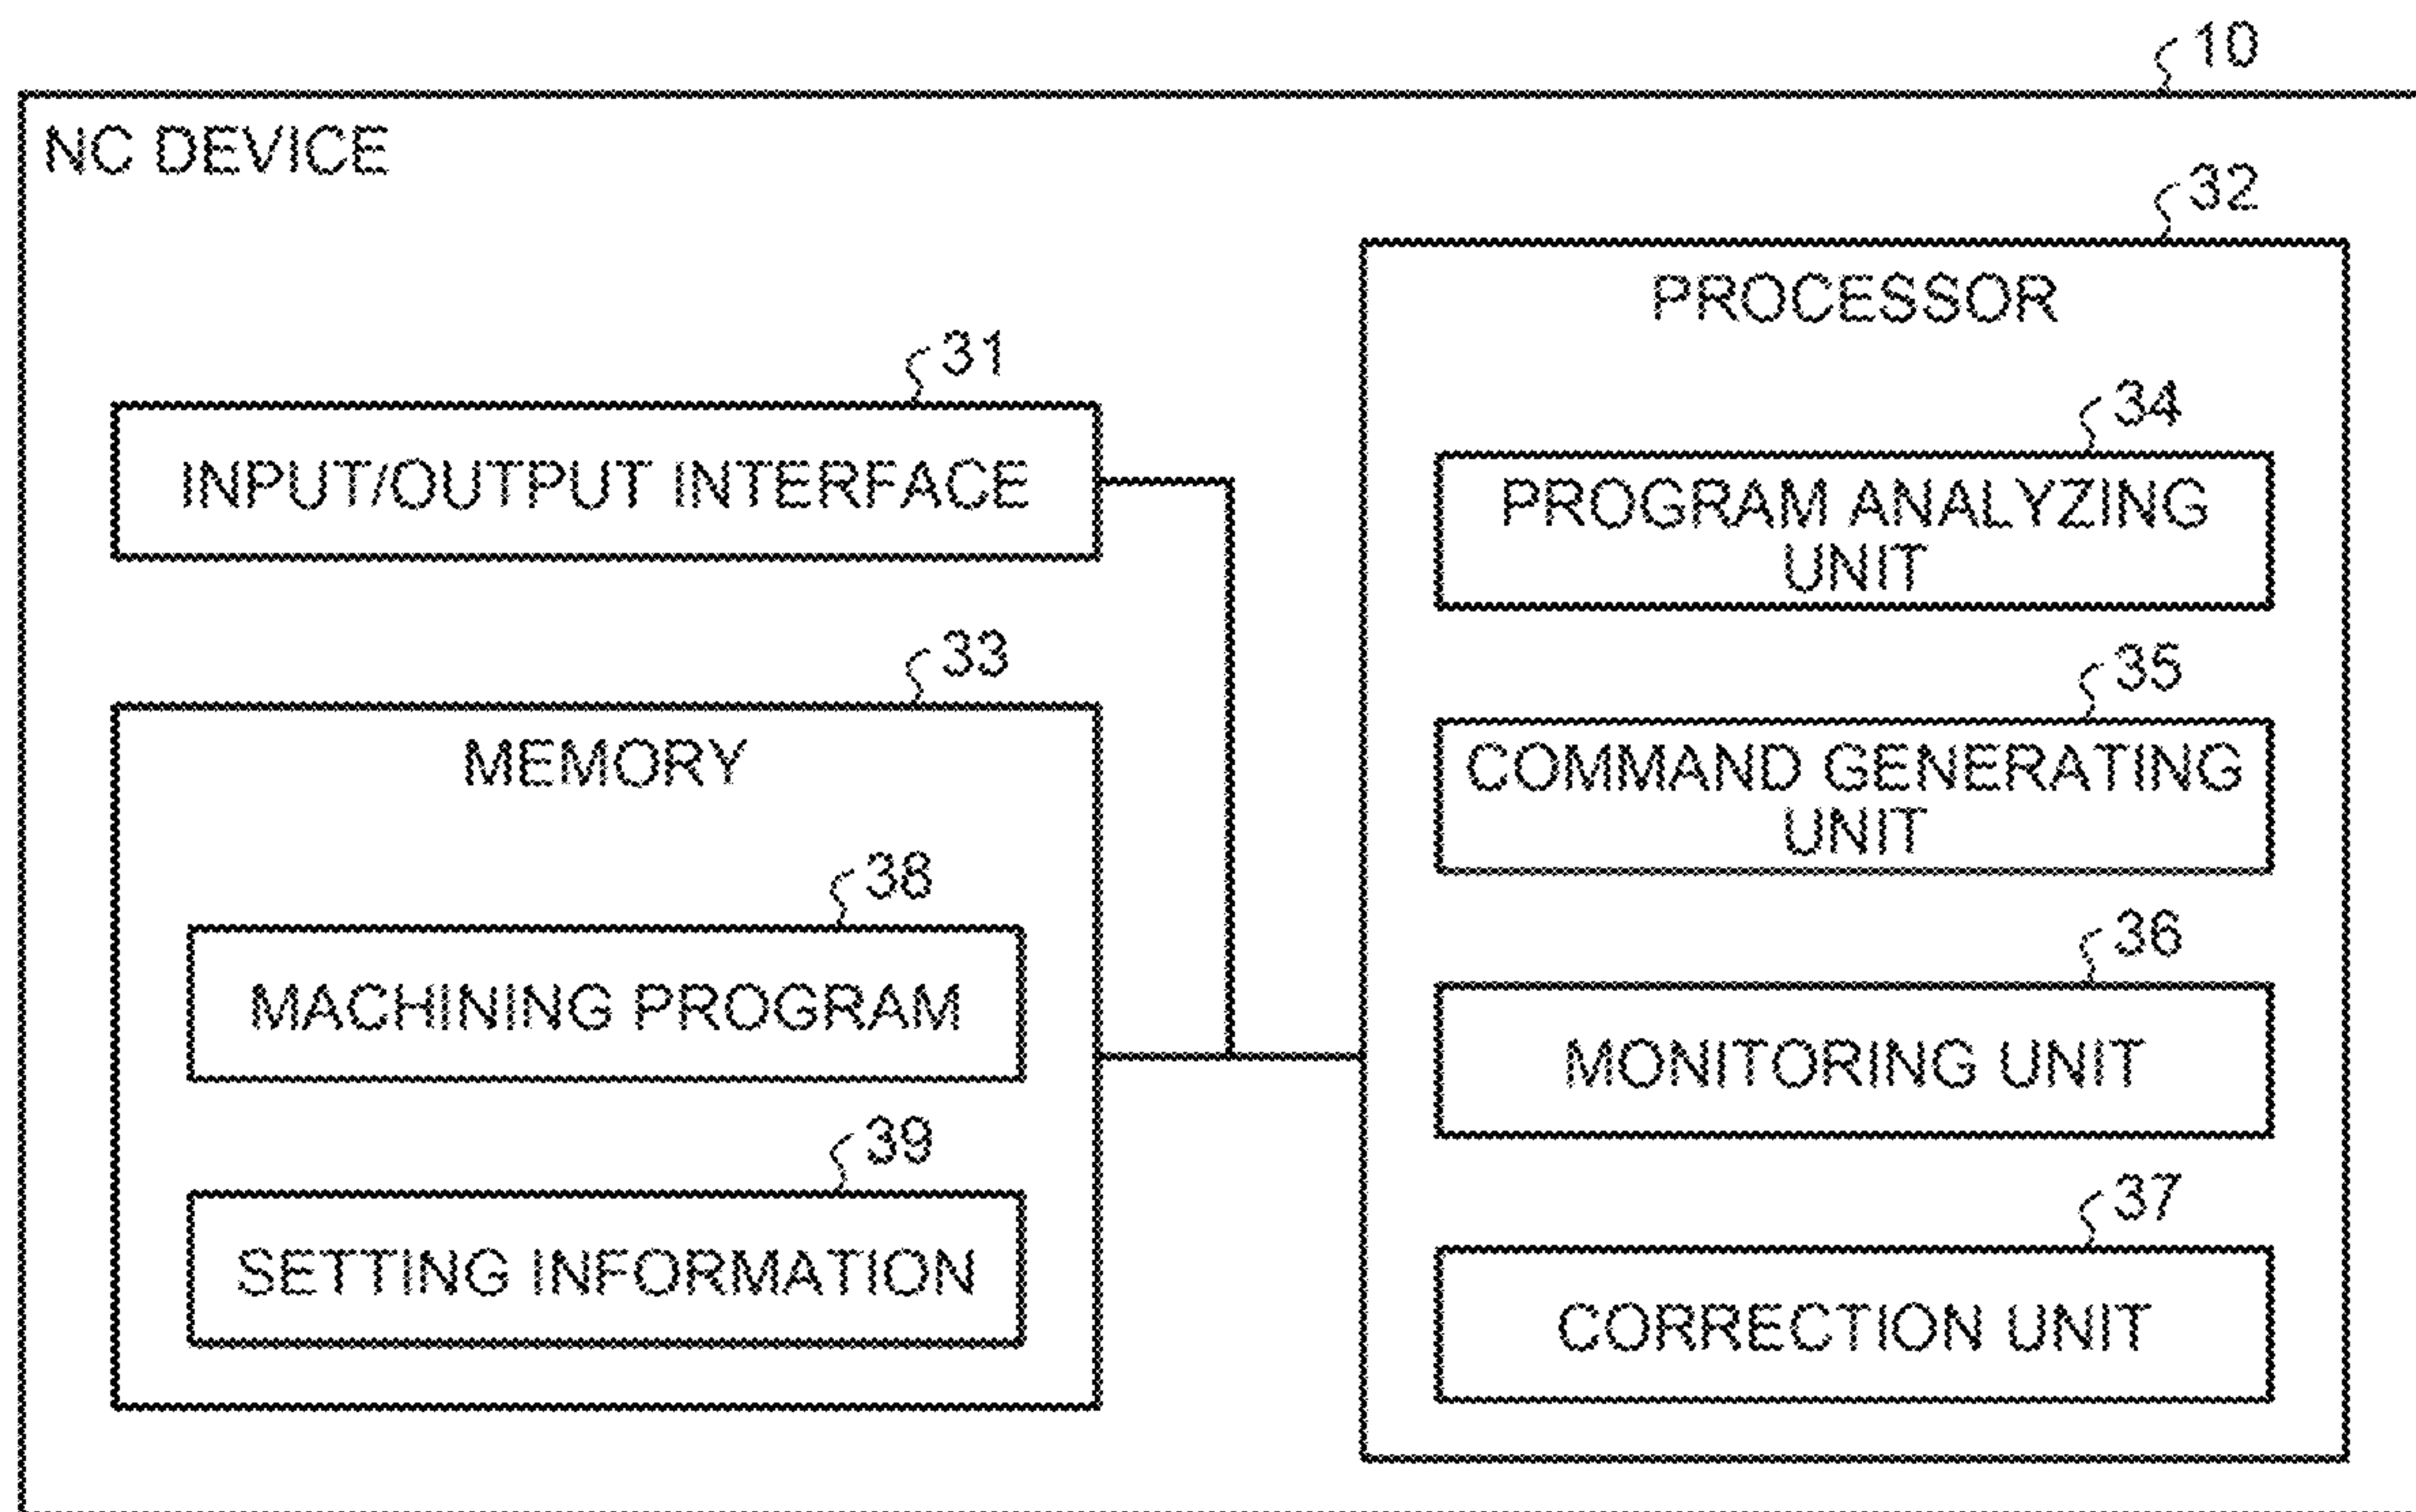 10
NC DEVICE
32
PROCESSOR
31
INPUT/OUTPUT INTERFACE
34
PROGRAM ANALYZING
UNIT
33
MEMORY
35
COMMAND GENERATING
UNIT
38
MACHINING PROGRAM
36
MONITORING UNIT
39
SETTING INFORMATION
37
CORRECTION UNIT